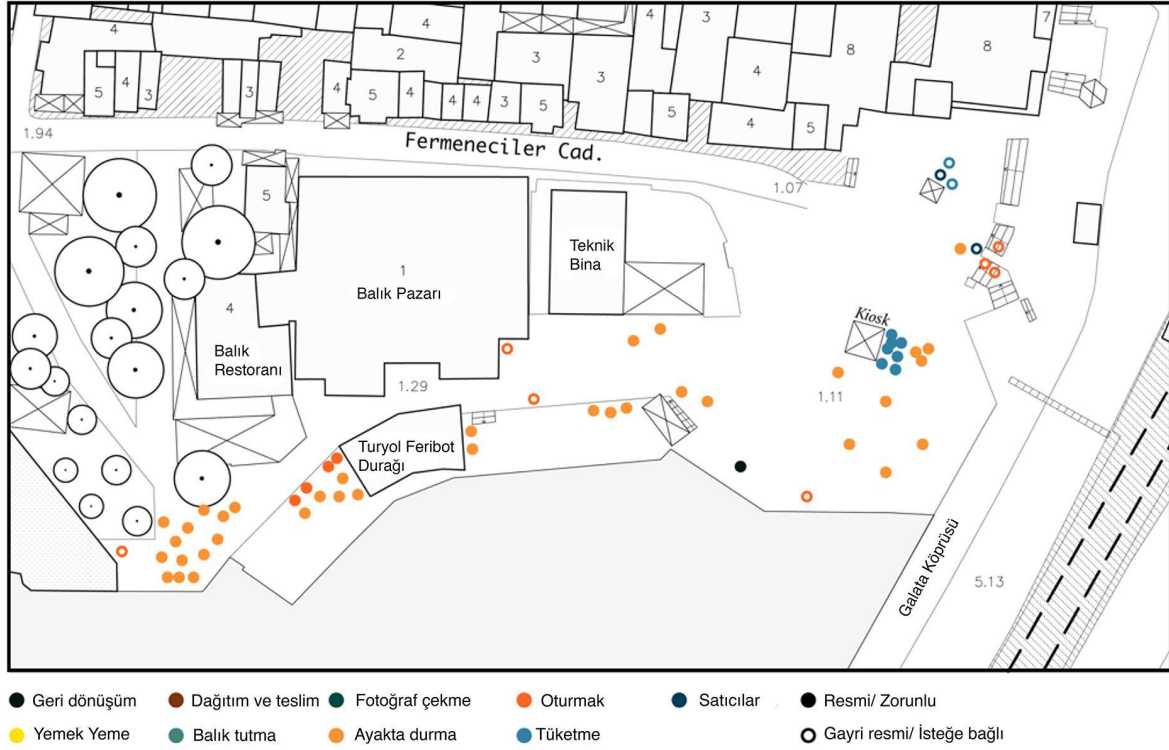 4
4
3
4
3
7
8
8
2
3
4
3
5
4
3
3
4
5
4
4
4
3
5
5
4
5
1.94
Fermeneciler Cad.
1.07
5
1
Balık Pazarı
Teknik
Bina
4
Balık
Restoranı
Kiosk
1.29
1.11
Turyol Feribot
Durağı
Galata Köprüsü
5.13
Geri dönüşüm
Dağıtım ve teslim
Fotoğraf çekme
Oturmak
Satıcılar
Resmi/ Zorunlu
Yemek Yeme
Balık tutma
Ayakta durma
Tüketme
Gayri resmi/ İsteğe bağlı